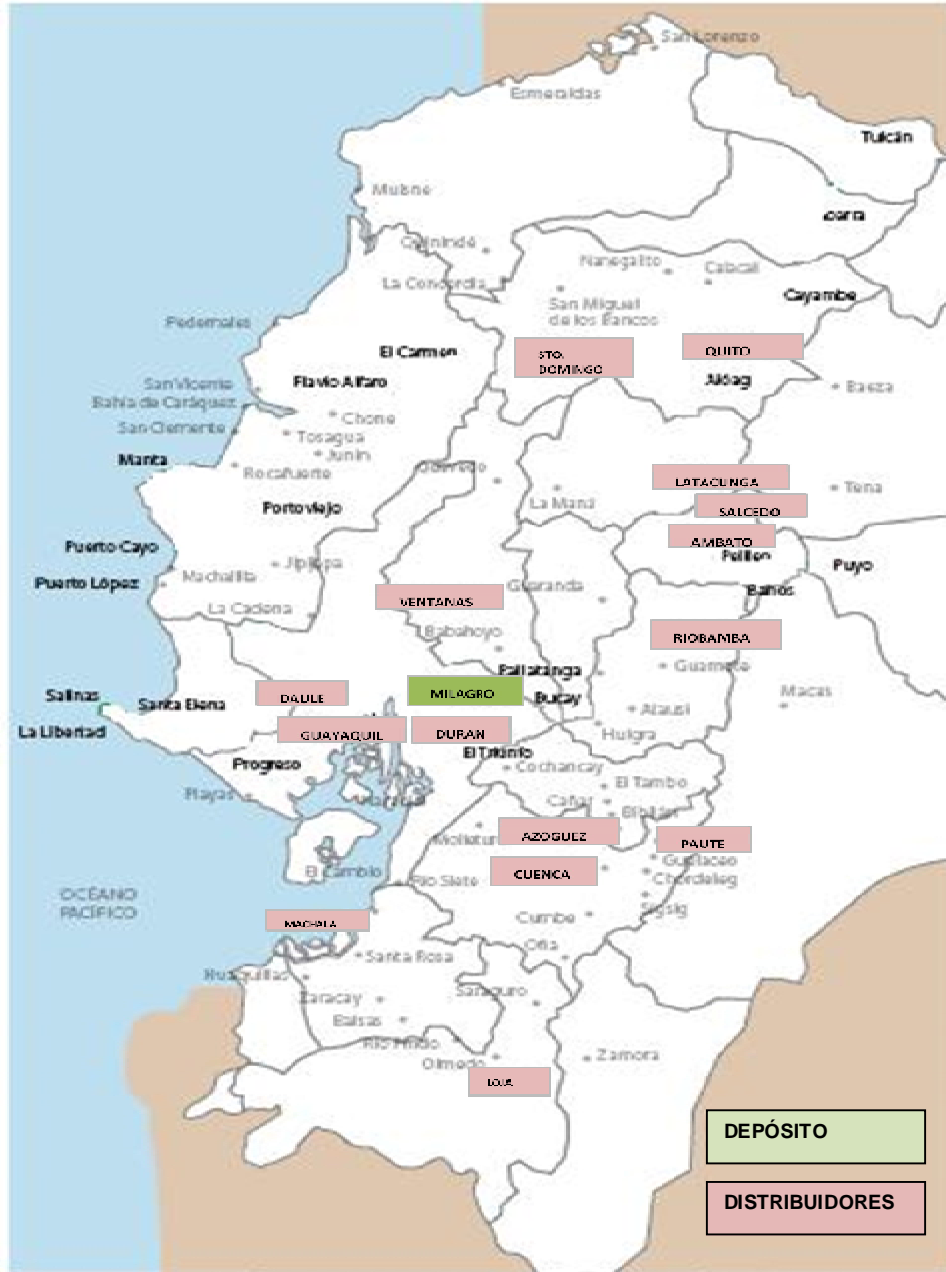 San Lorenzo
Esmeraldas
Tulcán
Muisne
Quinindé
Nanegalito
Calacalí
La Concordia
Cayambe
San Miguel
de los Bancos
Pedernales
STO.
DOMINGO
QUITO
El Carmen
Alóag
Flavio Alfaro
San Vicente
Baeza
Bahía de Caráquez
Chone
San Clemente
Tosagua
Junín
Manta
Rocafuerte
LATACUNGA
Tena
La Maná
SALCEDO
Portoviejo
AMBATO
Puerto Cayo
Jipijapa
Puyo
Machalilla
Puerto López
Guaranda
Baños
VENTANAS
La Cadena
Babahoyo
RIOBAMBA
Pallatanga
Guamote
MILAGRO
Bucay
Macas
Salinas
DAULE
Santa Elena
Alausí
La Libertad
GUAYAQUIL
DURAN
Huigra
El Triunfo
Progreso
Cochancay
El Tambo
Playas
Cañar
Biblián
AZOGUEZ
PAUTE
Gualaceo
El Cambio
Río Siete
CUENCA
Chordeleg
OCÉANO
PACÍFICO
Sigsig
Cumbe
MACHALA
Oña
Santa Rosa
Huaquillas
Saraguro
Zaracay
Balsas
Olmedo
Zamora
LOJA
DEPÓSITO
DISTRIBUIDORES